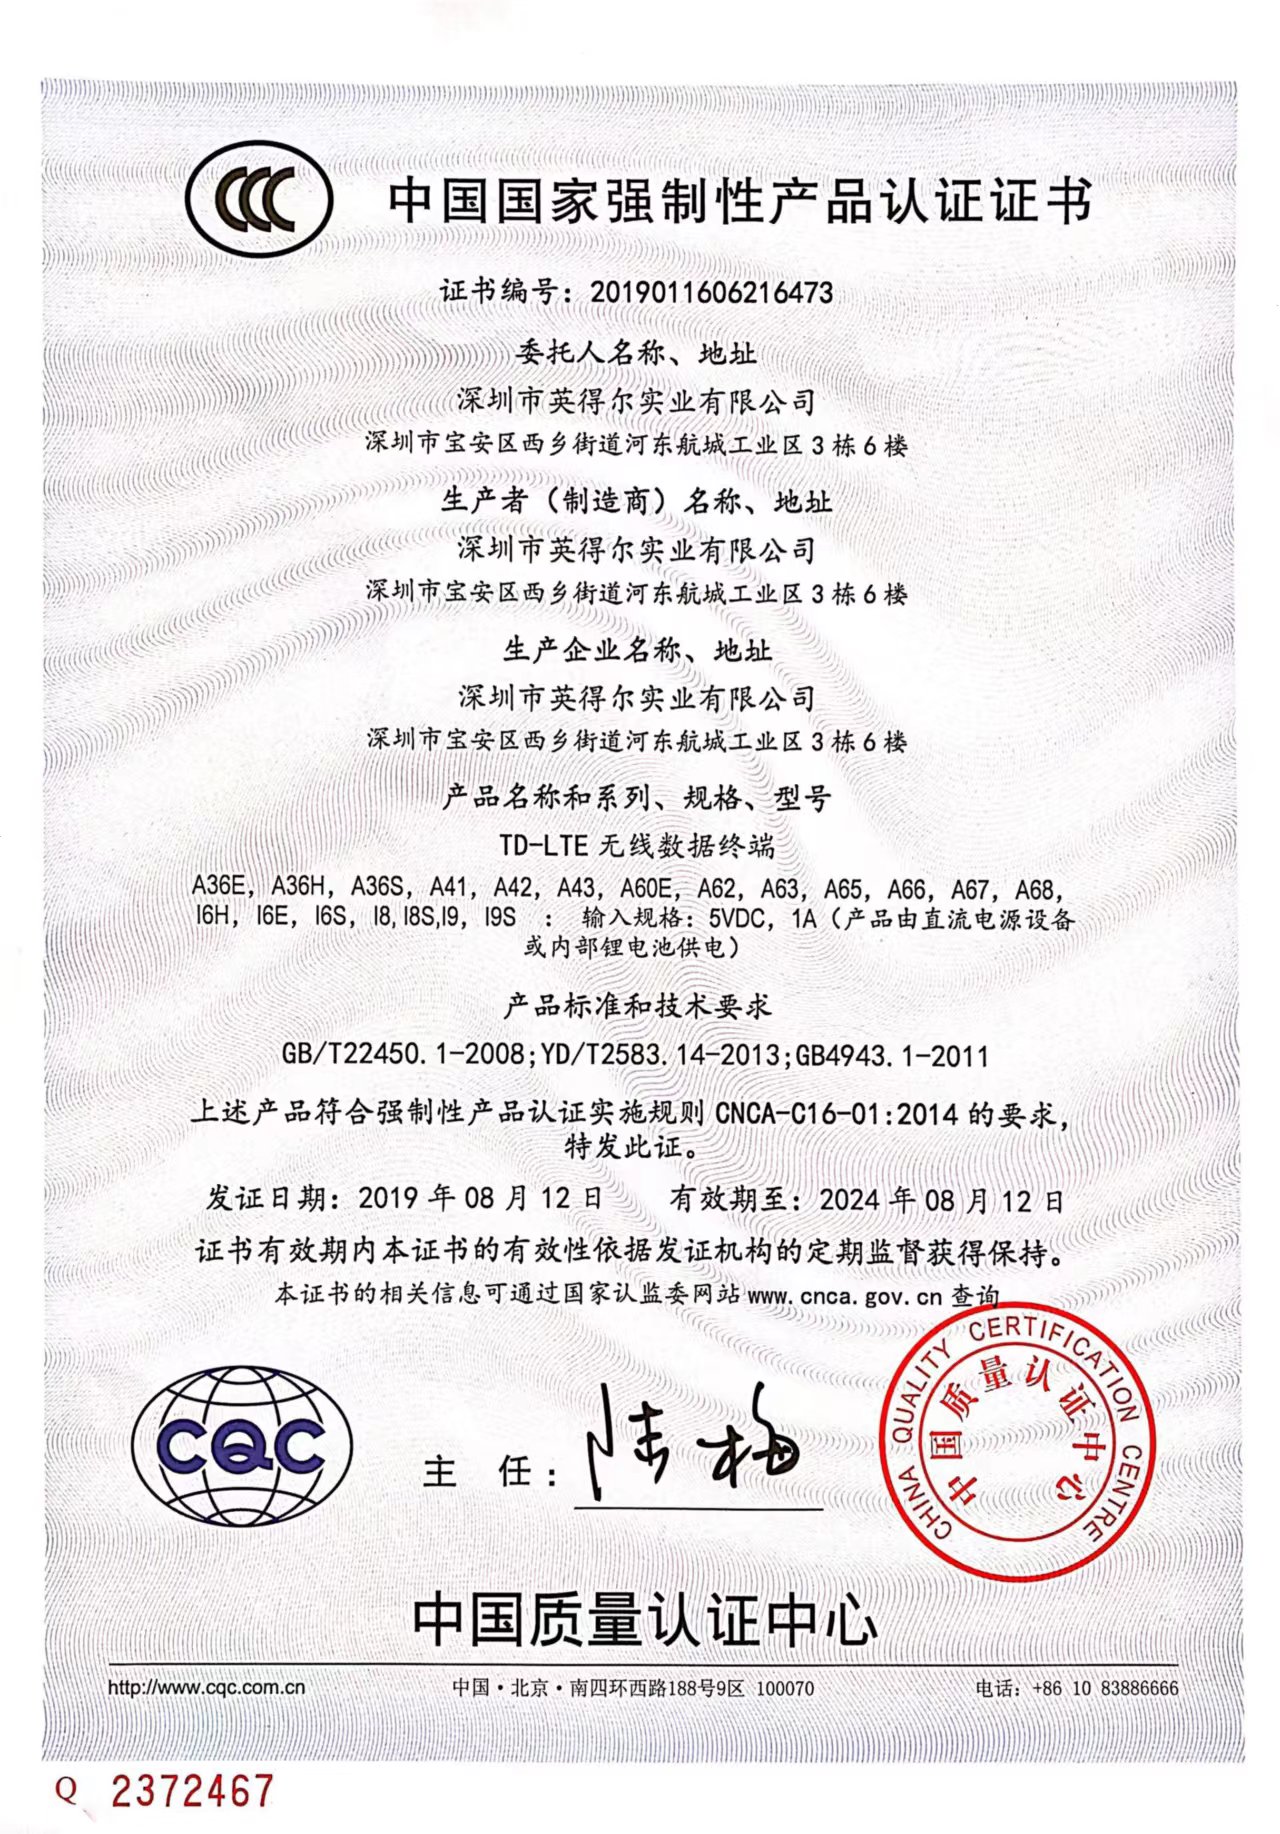 CCC
中国国家强制性产品认证证书
证书编号：2019011606216473
委托人名称、地址
深圳市英得尔实业有限公司
深圳市宝安区西乡街道河东航城工业区3栋6楼
生产者（制造商）名称、地址
深圳市英得尔实业有限公司
深圳市宝安区西乡街道河东航城工业区3栋6楼
生产企业名称、地址
深圳市英得尔实业有限公司
深圳市宝安区西乡街道河东航城工业区3栋6楼
产品名称和系列、规格、型号
TD-LTE 无线数据终端
A36E，A36H，A36S，A41，A42，A43，A60E，A62，A63，A65，A66，A67，A68，
I6H，I6E，I6S，I8, I8S,I9，I9S ： 输入规格：5VDC，1A（产品由直流电源设备
或内部锂电池供电）
产品标准和技术要求
GB/T22450.1-2008;YD/T2583.14-2013;GB4943.1-2011
上述产品符合强制性产品认证实施规则 CNCA-C16-01:2014 的要求，
特发此证。
发证日期：2019 年 08 月 12 日 有效期至：2024 年 08 月 12 日
证书有效期内本证书的有效性依据发证机构的定期监督获得保持。
本证书的相关信息可通过国家认监委网站 www.cnca.gov.cn 查询
CQC
主 任：
陆梅
CHINA QUALITY CERTIFICATION CENTRE
中国质量认证中心
中国质量认证中心
http://www.cqc.com.cn 中国·北京·南四环西路188号9区 100070 电话：+86 10 83886666
Q 2372467